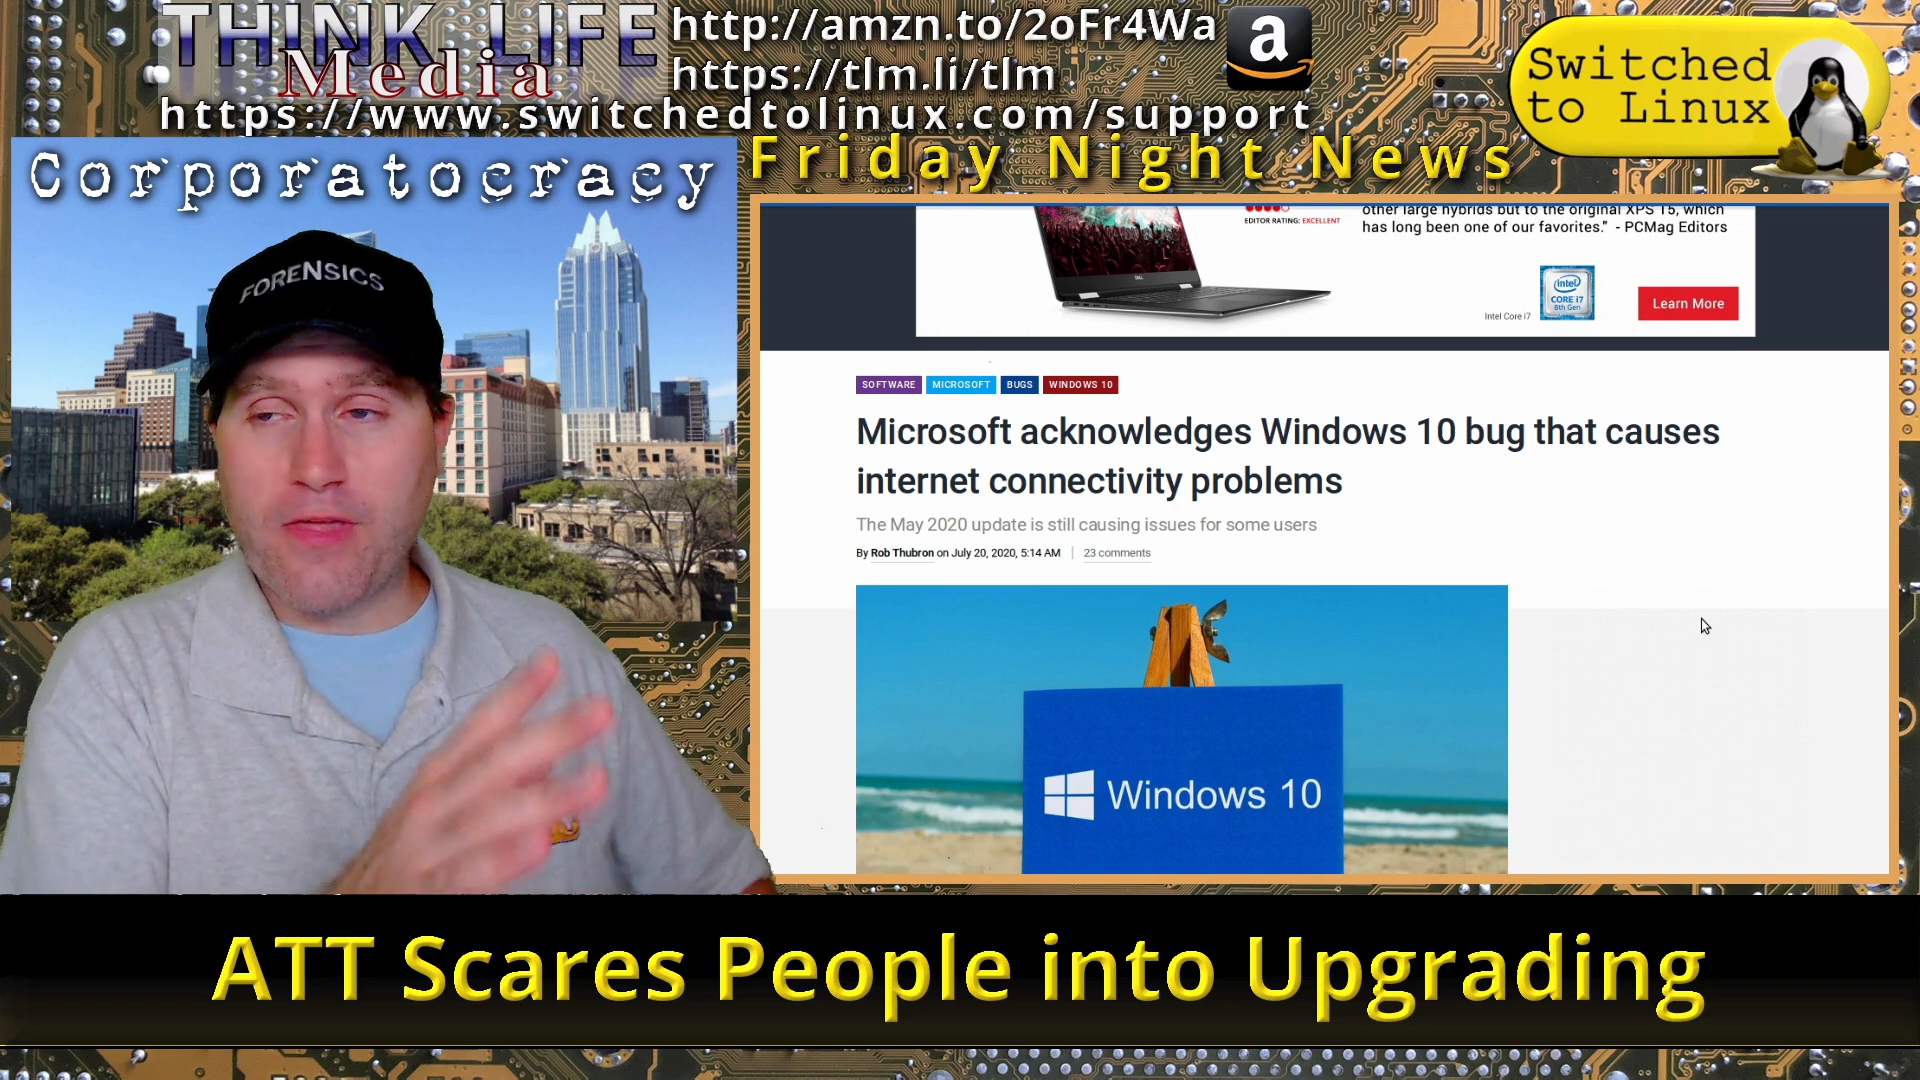 THINK LIFE
Media
http://amzn.to/2oFr4Wa
https://tlm.li/tlm
https://www.switchedtolinux.com/support
a
Switched
to Linux
Corporatocracy
Friday Night News
FORENSICS
EDITOR RATING: EXCELLENT
other large hybrids but to the original XPS 15, which
has long been one of our favorites." - PCMag Editors
DELL
Intel Core i7
intel
CORE i7
8th Gen
Learn More
SOFTWARE MICROSOFT BUGS WINDOWS 10
Microsoft acknowledges Windows 10 bug that causes
internet connectivity problems
The May 2020 update is still causing issues for some users
By Rob Thubron on July 20, 2020, 5:14 AM | 23 comments
Windows 10
ATT Scares People into Upgrading